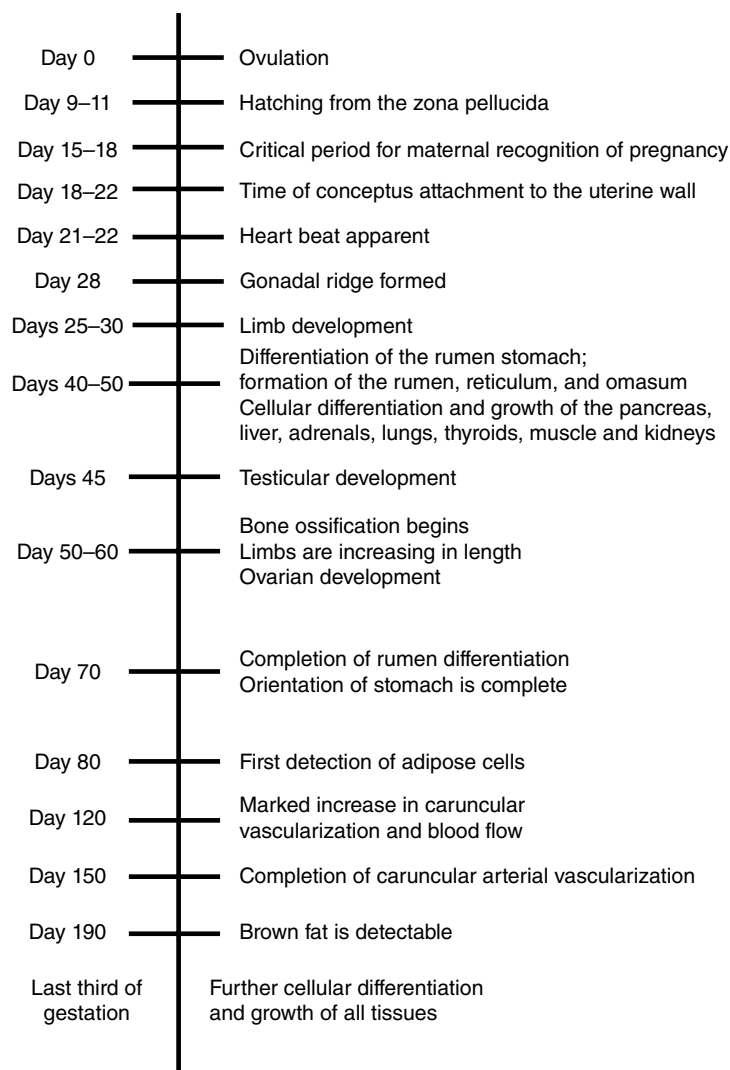 Day 0 Ovulation
Day 9–11 Hatching from the zona pellucida
Day 15–18 Critical period for maternal recognition of pregnancy
Day 18–22 Time of conceptus attachment to the uterine wall
Day 21–22 Heart beat apparent
Day 28 Gonadal ridge formed
Days 25–30 Limb development
Differentiation of the rumen stomach;
Days 40–50 formation of the rumen, reticulum, and omasum
Cellular differentiation and growth of the pancreas,
liver, adrenals, lungs, thyroids, muscle and kidneys
Days 45 Testicular development
Bone ossification begins
Day 50–60 Limbs are increasing in length
Ovarian development
Day 70 Completion of rumen differentiation
Orientation of stomach is complete
Day 80 First detection of adipose cells
Day 120 Marked increase in caruncular
vascularization and blood flow
Day 150 Completion of caruncular arterial vascularization
Day 190 Brown fat is detectable
Last third of Further cellular differentiation
gestation and growth of all tissues